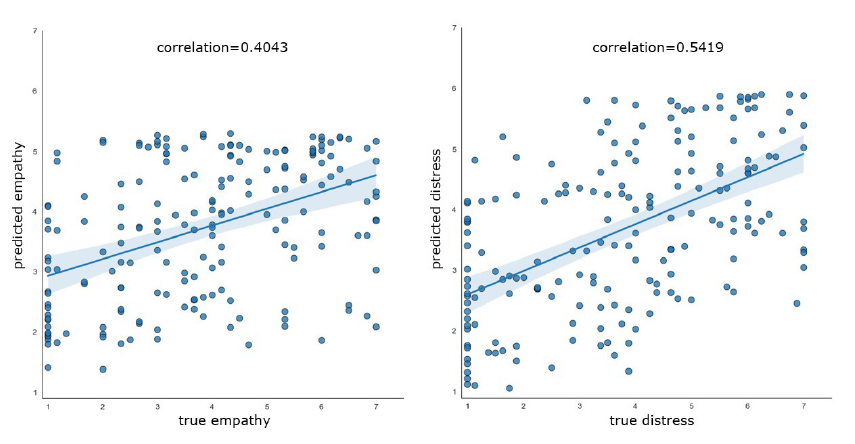 correlation=0.4043
predicted empathy
7
6
5
4
3
2
1
1 2 3 4 5 6 7
true empathy
correlation=0.5419
predicted distress
7
6
5
4
3
2
1
1 2 3 4 5 6 7
true distress